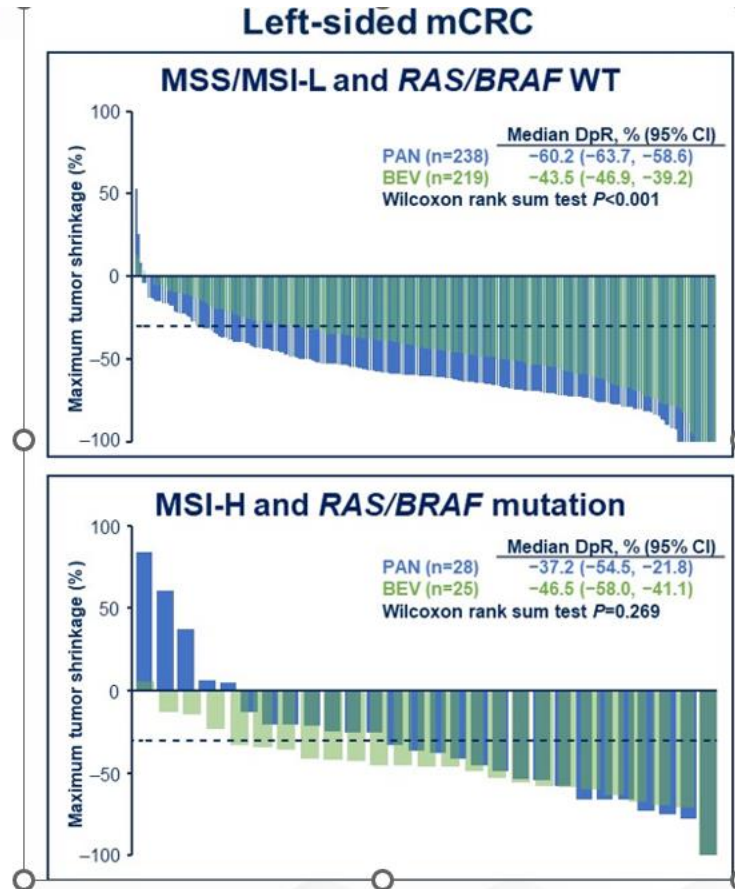 Left-sided mCRC
MSS/MSI-L and RAS/BRAF WT
Maximum tumor shrinkage (%)
100
50
0
–50
–100
Median DpR, % (95% CI)
PAN (n=238) −60.2 (−63.7, −58.6)
BEV (n=219) −43.5 (−46.9, −39.2)
Wilcoxon rank sum test P<0.001
MSI-H and RAS/BRAF mutation
Maximum tumor shrinkage (%)
100
50
0
–50
–100
Median DpR, % (95% CI)
PAN (n=28) −37.2 (−54.5, −21.8)
BEV (n=25) −46.5 (−58.0, −41.1)
Wilcoxon rank sum test P=0.269